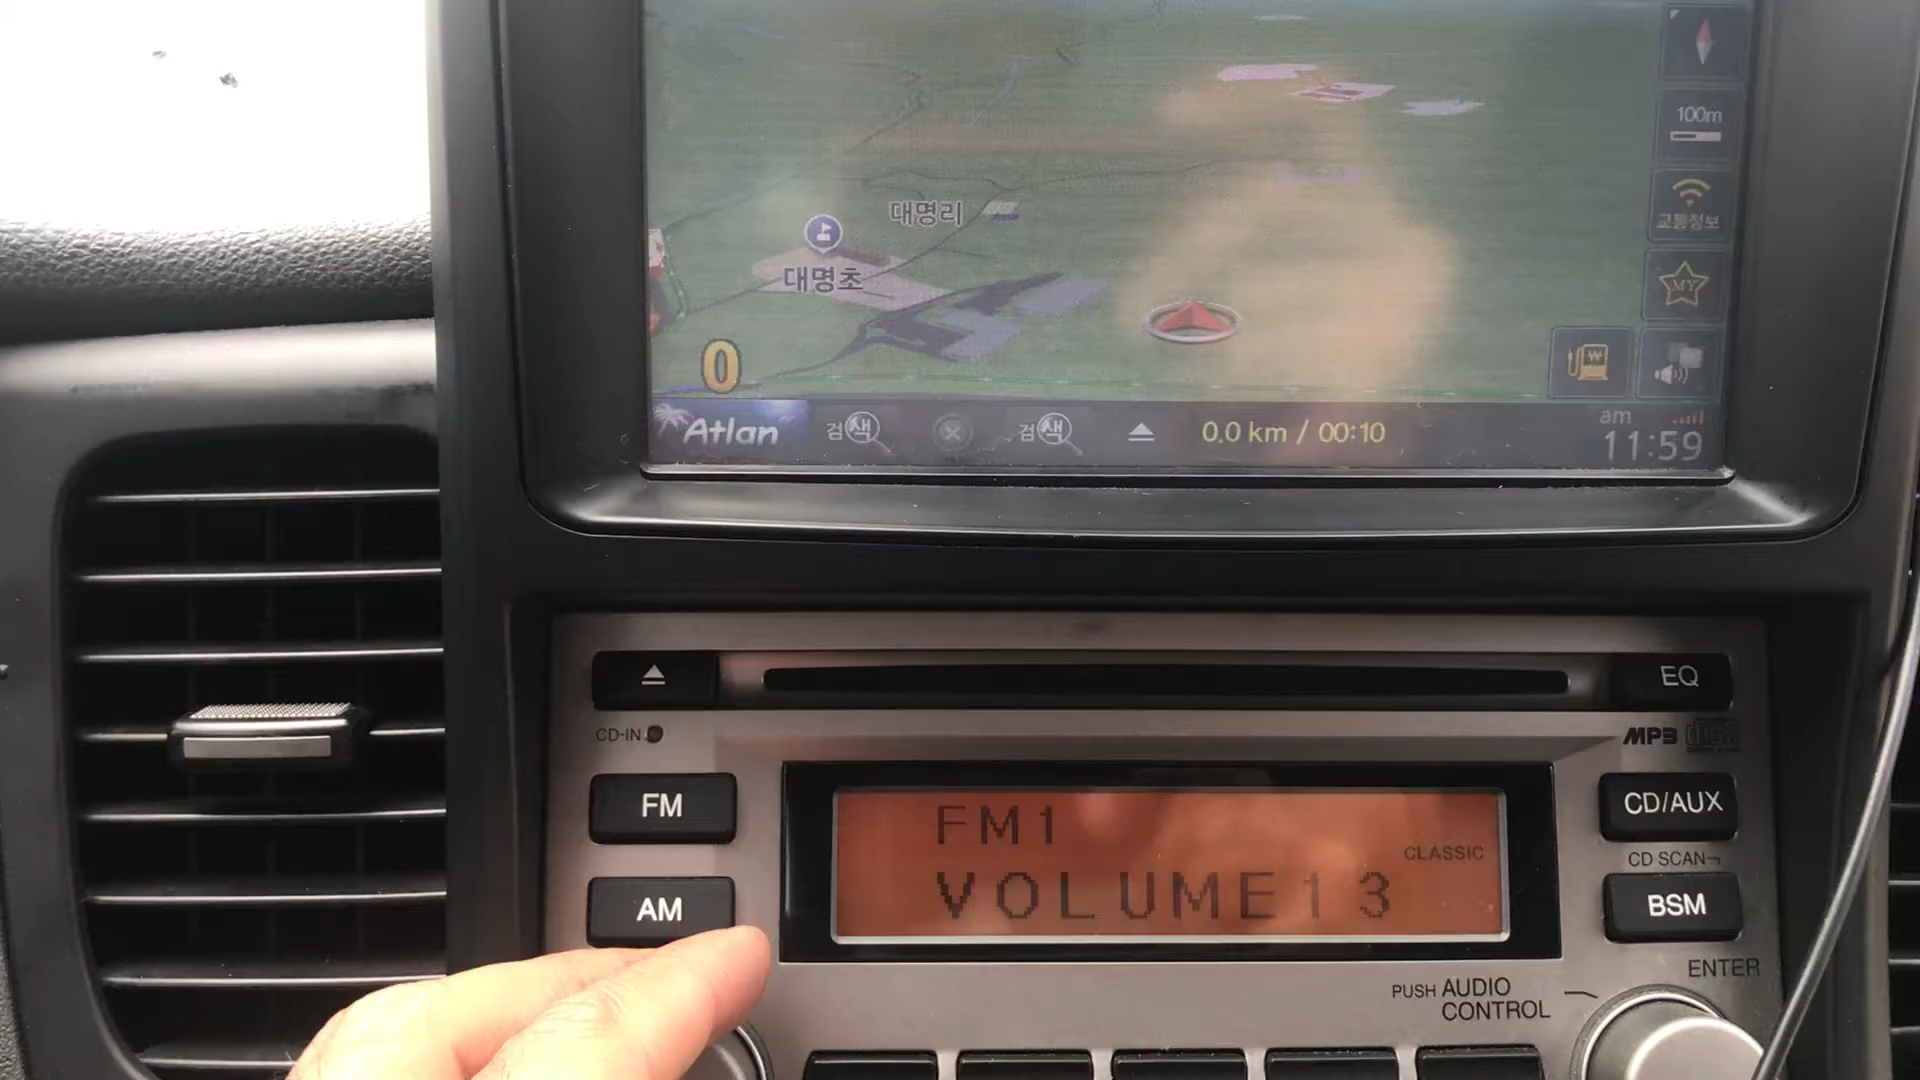 100m
교통정보
MY
대명리
대명초
0
Atlan
검색
검색
0.0 km / 00:10
am
11:59
EQ
CD-IN
MP3
FM
CD/AUX
FM1
CLASSIC
CD SCAN
VOLUME13
AM
BSM
ENTER
PUSH AUDIO
CONTROL